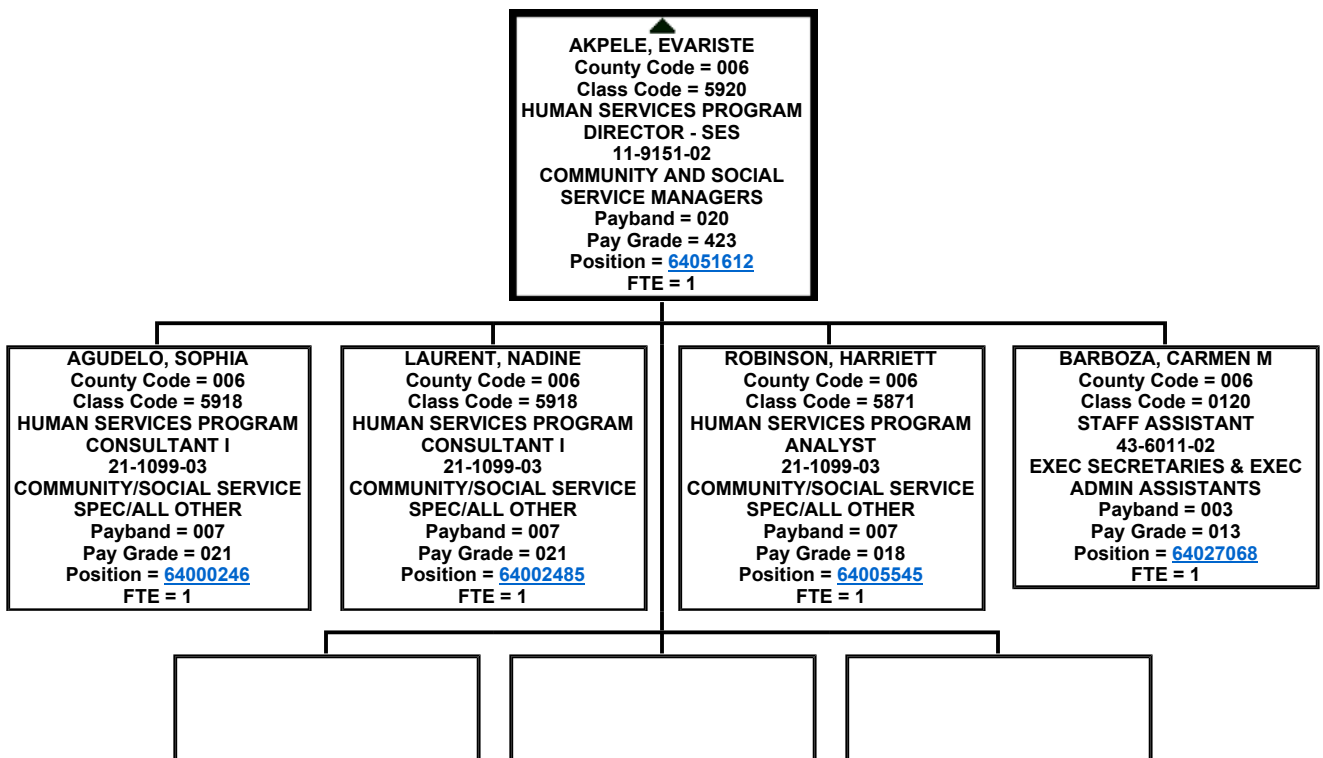 AKPELE, EVARISTE
County Code = 006
Class Code = 5920
HUMAN SERVICES PROGRAM
DIRECTOR - SES
11-9151-02
COMMUNITY AND SOCIAL
SERVICE MANAGERS
Payband = 020
Pay Grade = 423
Position = 64051612
FTE = 1
AGUDELO, SOPHIA
County Code = 006
Class Code = 5918
HUMAN SERVICES PROGRAM
CONSULTANT I
21-1099-03
COMMUNITY/SOCIAL SERVICE
SPEC/ALL OTHER
Payband = 007
Pay Grade = 021
Position = 64000246
FTE = 1
LAURENT, NADINE
County Code = 006
Class Code = 5918
HUMAN SERVICES PROGRAM
CONSULTANT I
21-1099-03
COMMUNITY/SOCIAL SERVICE
SPEC/ALL OTHER
Payband = 007
Pay Grade = 021
Position = 64002485
FTE = 1
ROBINSON, HARRIETT
County Code = 006
Class Code = 5871
HUMAN SERVICES PROGRAM
ANALYST
21-1099-03
COMMUNITY/SOCIAL SERVICE
SPEC/ALL OTHER
Payband = 007
Pay Grade = 018
Position = 64005545
FTE = 1
BARBOZA, CARMEN M
County Code = 006
Class Code = 0120
STAFF ASSISTANT
43-6011-02
EXEC SECRETARIES & EXEC
ADMIN ASSISTANTS
Payband = 003
Pay Grade = 013
Position = 64027068
FTE = 1